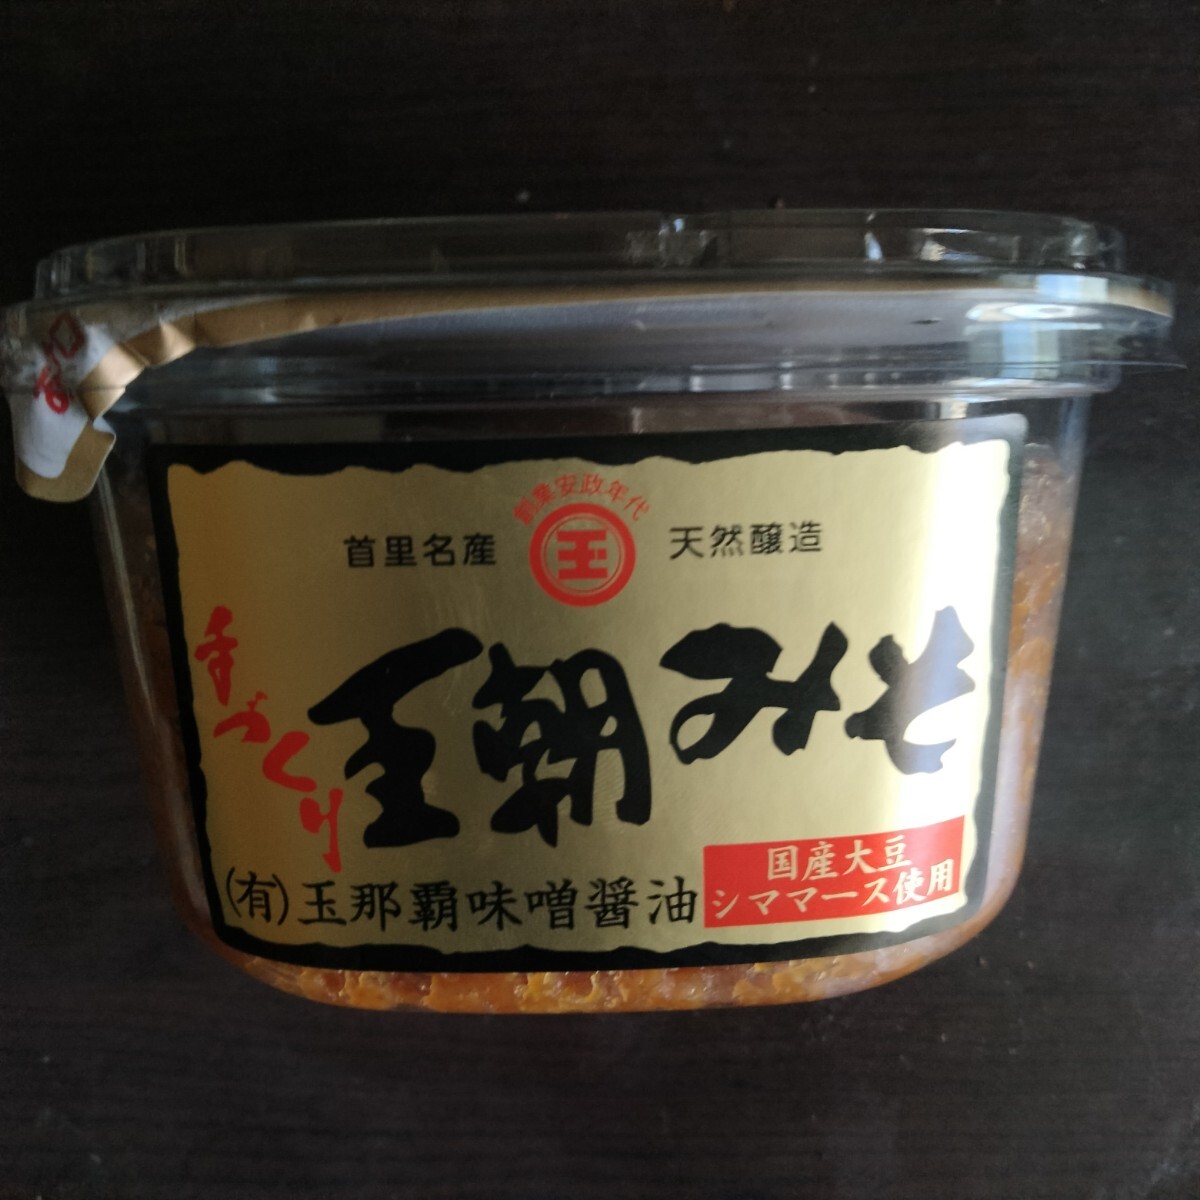 創業安政年代
玉
首里名産
天然醸造
手づくり
王朝みそ
(有)玉那覇味噌醤油
国産大豆
シママース使用